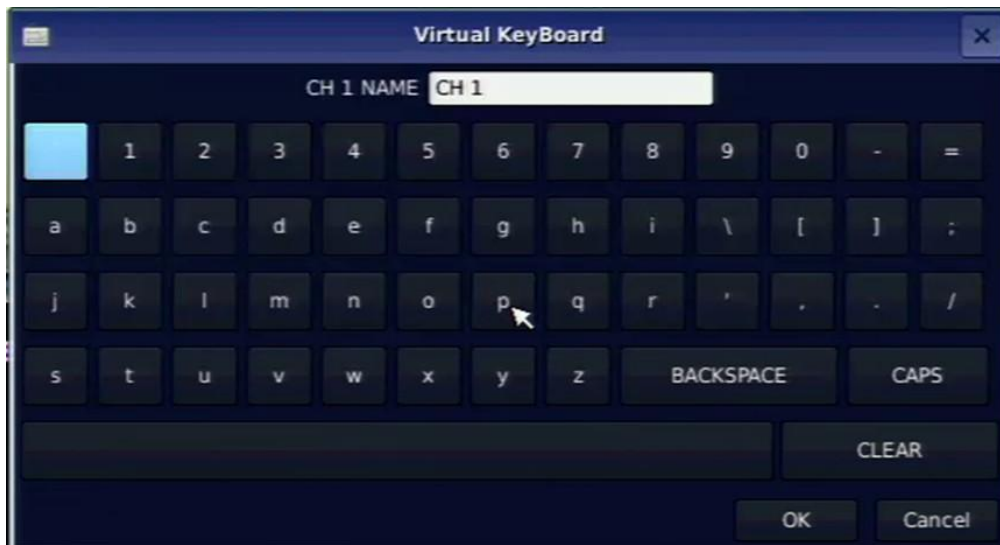 Virtual KeyBoard
CH 1 NAME CH 1
1 2 3 4 5 6 7 8 9 0 - =
a b c d e f g h i \ [ ] ;
j k l m n o p q r ' , . /
s t u v w x y z BACKSPACE CAPS
CLEAR
OK Cancel